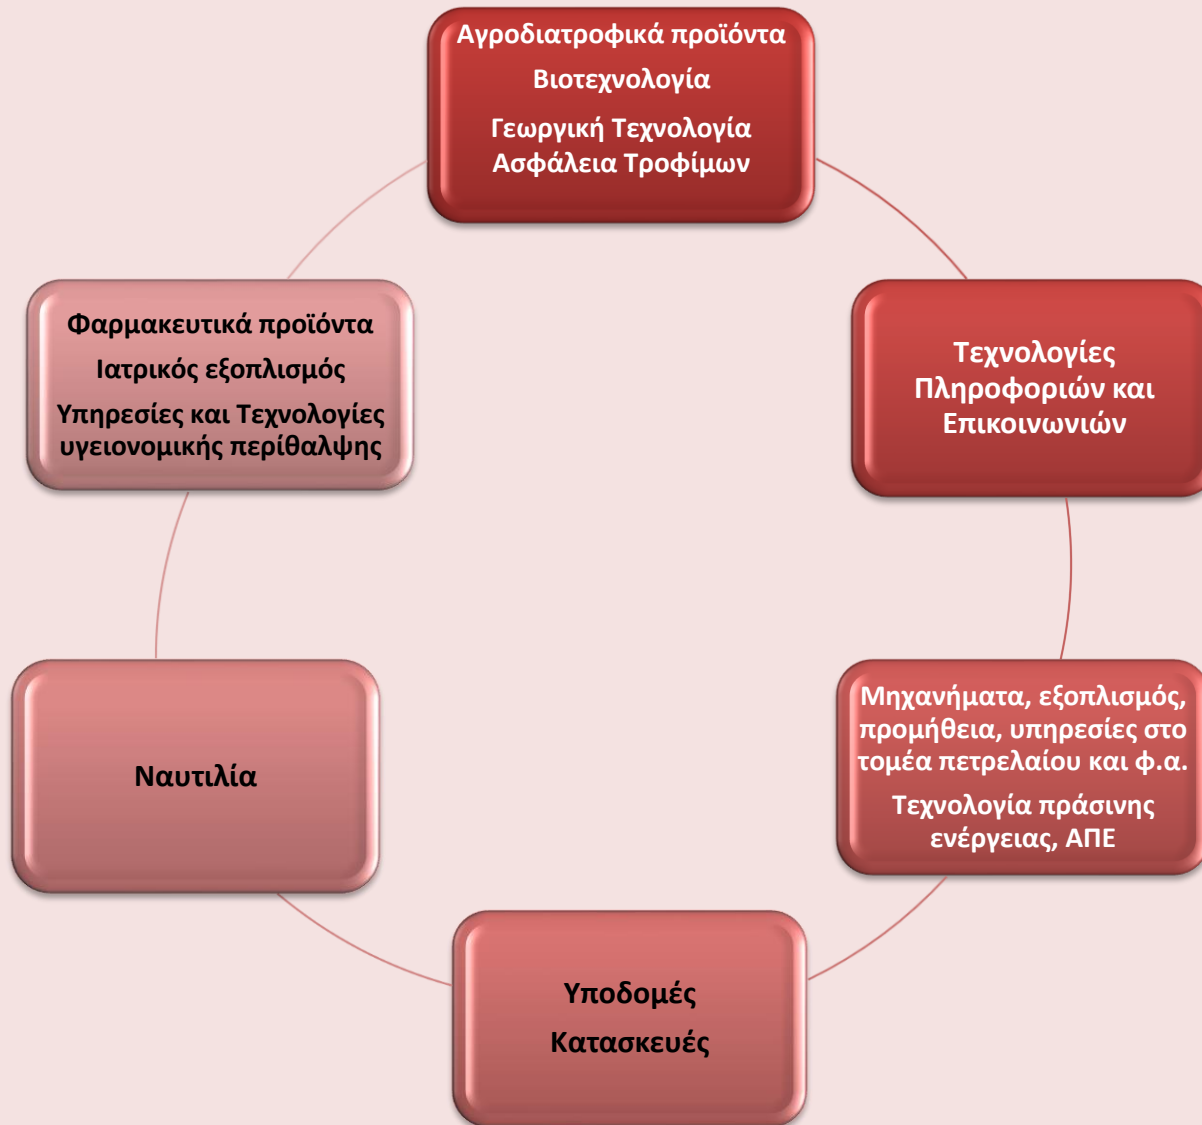 Αγροδιατροφικά προϊόντα
Βιοτεχνολογία
Γεωργική Τεχνολογία
Ασφάλεια Τροφίμων
Τεχνολογίες
Πληροφοριών και
Επικοινωνιών
Μηχανήματα, εξοπλισμός,
προμήθεια, υπηρεσίες στο
τομέα πετρελαίου και φ.α.
Τεχνολογία πράσινης
ενέργειας, ΑΠΕ
Υποδομές
Κατασκευές
Ναυτιλία
Φαρμακευτικά προϊόντα
Ιατρικός εξοπλισμός
Υπηρεσίες και Τεχνολογίες
υγειονομικής περίθαλψης